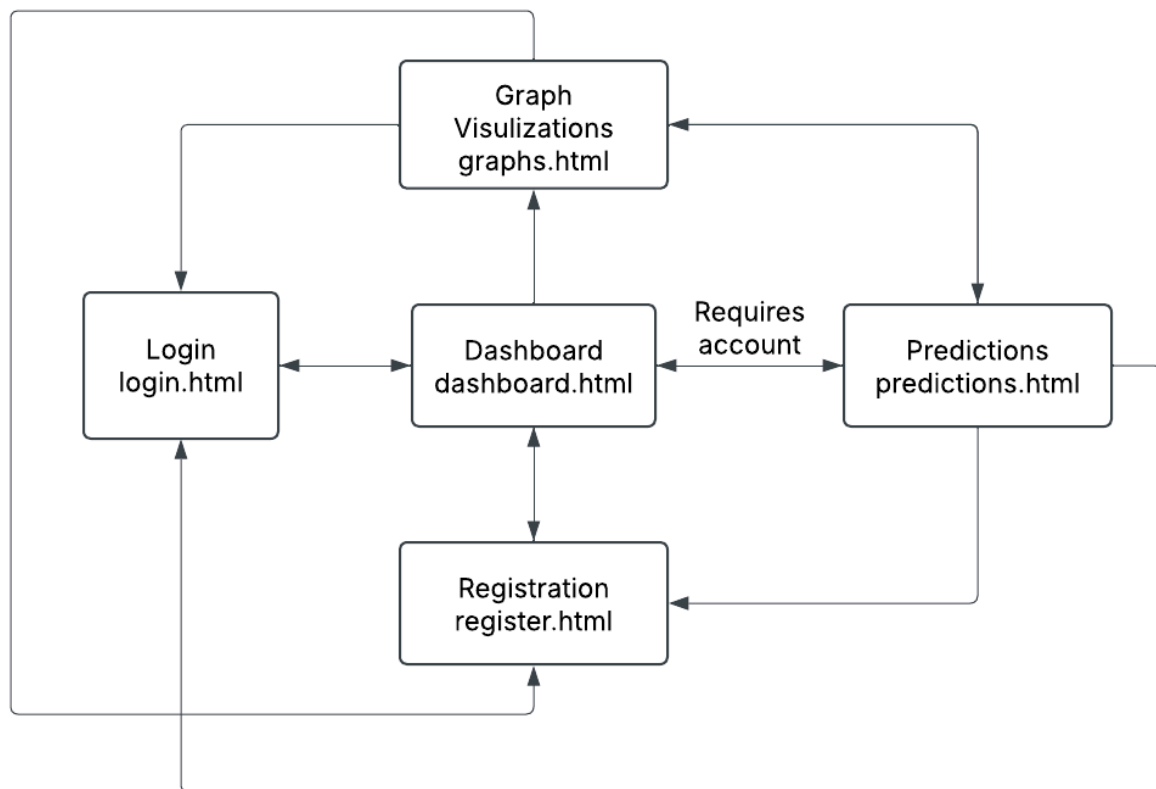 Graph
Visulizations
graphs.html
Login
login.html
Dashboard
dashboard.html
Requires
account
Predictions
predictions.html
Registration
register.html